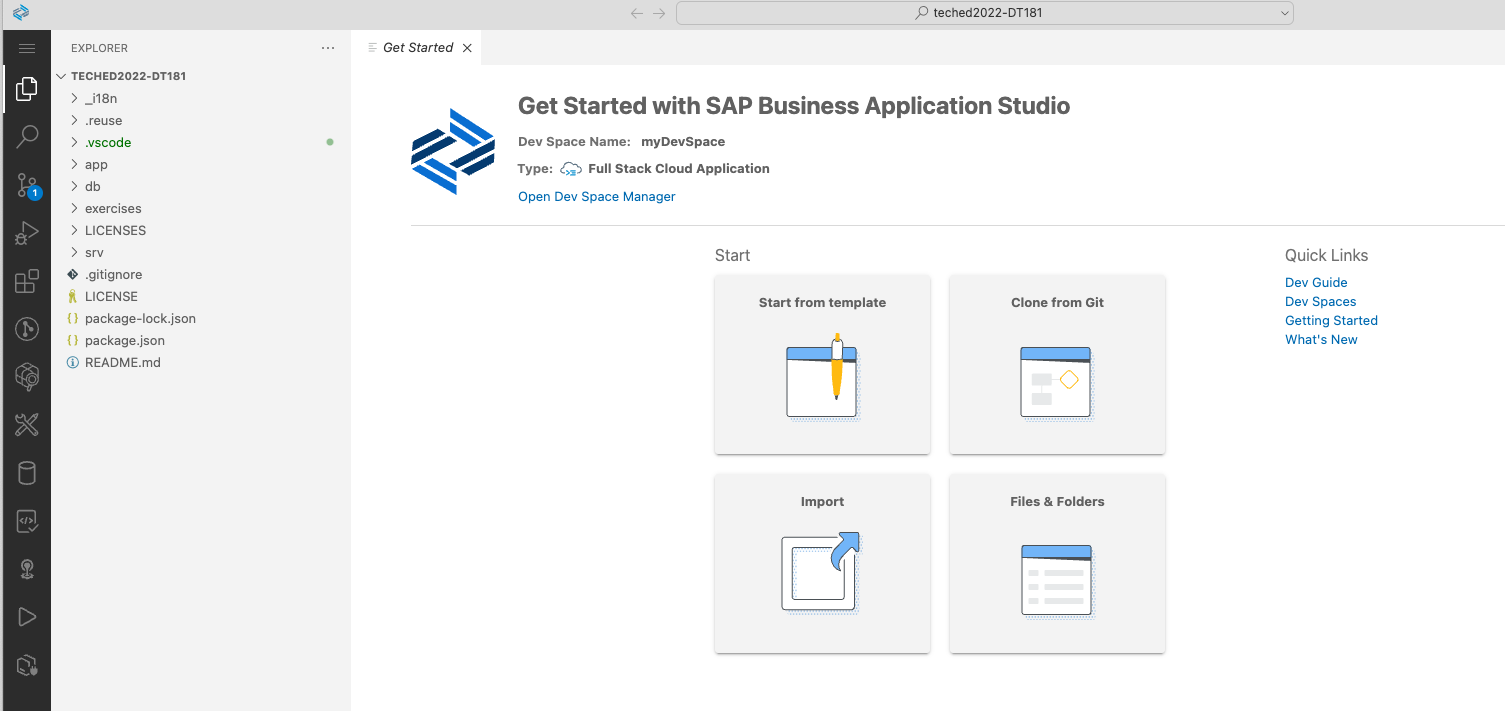 teched2022-DT181
EXPLORER
TECHED2022-DT181
_i18n
.reuse
.vscode
app
db
exercises
LICENSES
srv
.gitignore
LICENSE
package-lock.json
package.json
README.md
1
Get Started
Get Started with SAP Business Application Studio
Dev Space Name: myDevSpace
Type: Full Stack Cloud Application
Open Dev Space Manager
Start
Start from template
Clone from Git
Import
Files & Folders
Quick Links
Dev Guide
Dev Spaces
Getting Started
What's New